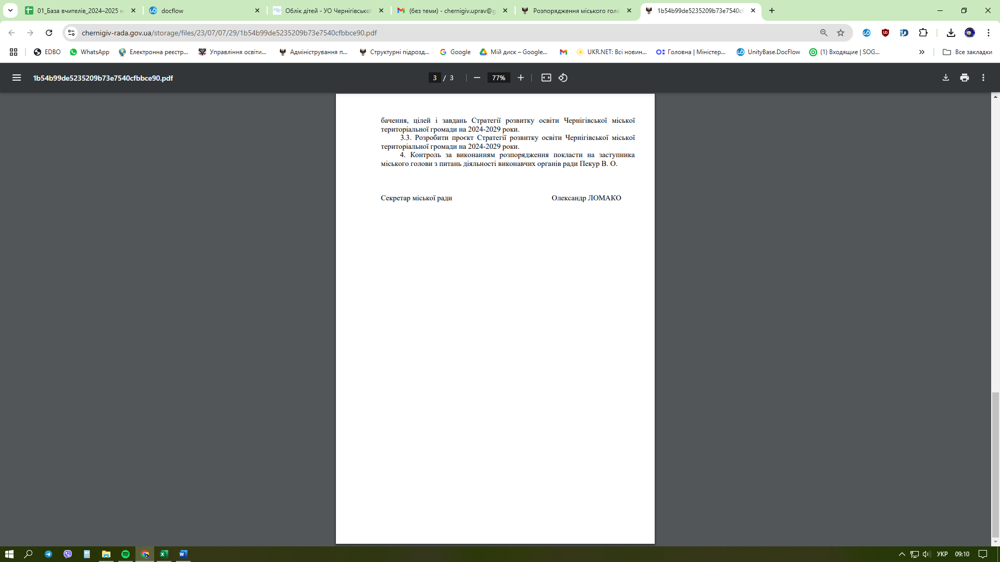 01_База вчителів_2024–2025 н
docflow
Облік дітей - УО Чернігівської
(без теми) - chernigiv.uprav@g
Розпорядження міського голо
1b54b99de5235209b73e7540cf
chernigiv-rada.gov.ua/storage/files/23/07/07/29/1b54b99de5235209b73e7540cfbbce90.pdf
EDBO
WhatsApp
Електронна реєстр...
Управління освіти...
Адміністрування п...
Структурні підрозд...
Google
Мій диск – Google...
UKR.NET: Всі новин...
Головна | Міністер...
UnityBase.DocFlow
(1) Входящие | SOG...
Все закладки
1b54b99de5235209b73e7540cfbbce90.pdf
3 / 3
77%
бачення, цілей і завдань Стратегії розвитку освіти Чернігівської міської
територіальної громади на 2024-2029 роки.
3.3. Розробити проєкт Стратегії розвитку освіти Чернігівської міської
територіальної громади на 2024-2029 роки.
4. Контроль за виконанням розпорядження покласти на заступника
міського голови з питань діяльності виконавчих органів ради Пекур В. О.
Секретар міської ради Олександр ЛОМАКО
УКР
09:10